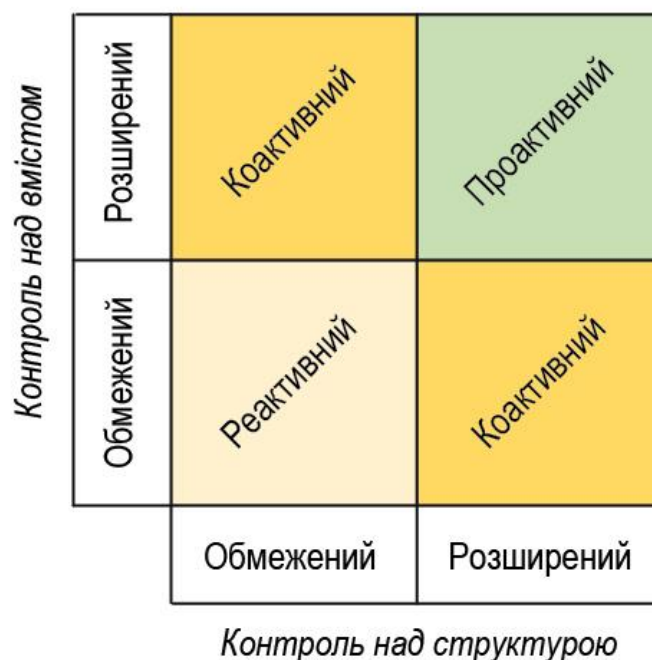 Контроль над вмістом
Розширений
Коактивний
Проактивний
Обмежений
Реактивний
Коактивний
Обмежений
Розширений
Контроль над структурою